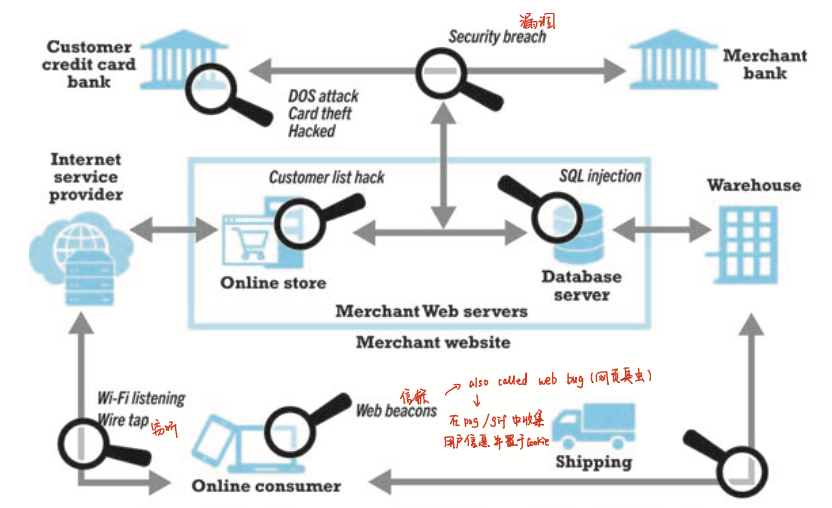 漏洞
Security breach
Customer
credit card
bank
Merchant
bank
DOS attack
Card theft
Hacked
Internet
service
provider
Customer list hack
SQL injection
Warehouse
Online store
Database
server
Merchant Web servers
Merchant website
Wi-Fi listening
Wire tap
窃听
Web beacons
信标
also called web bug (网页臭虫)
在png/gif中收集
用户信息并置于Cookie
Online consumer
Shipping